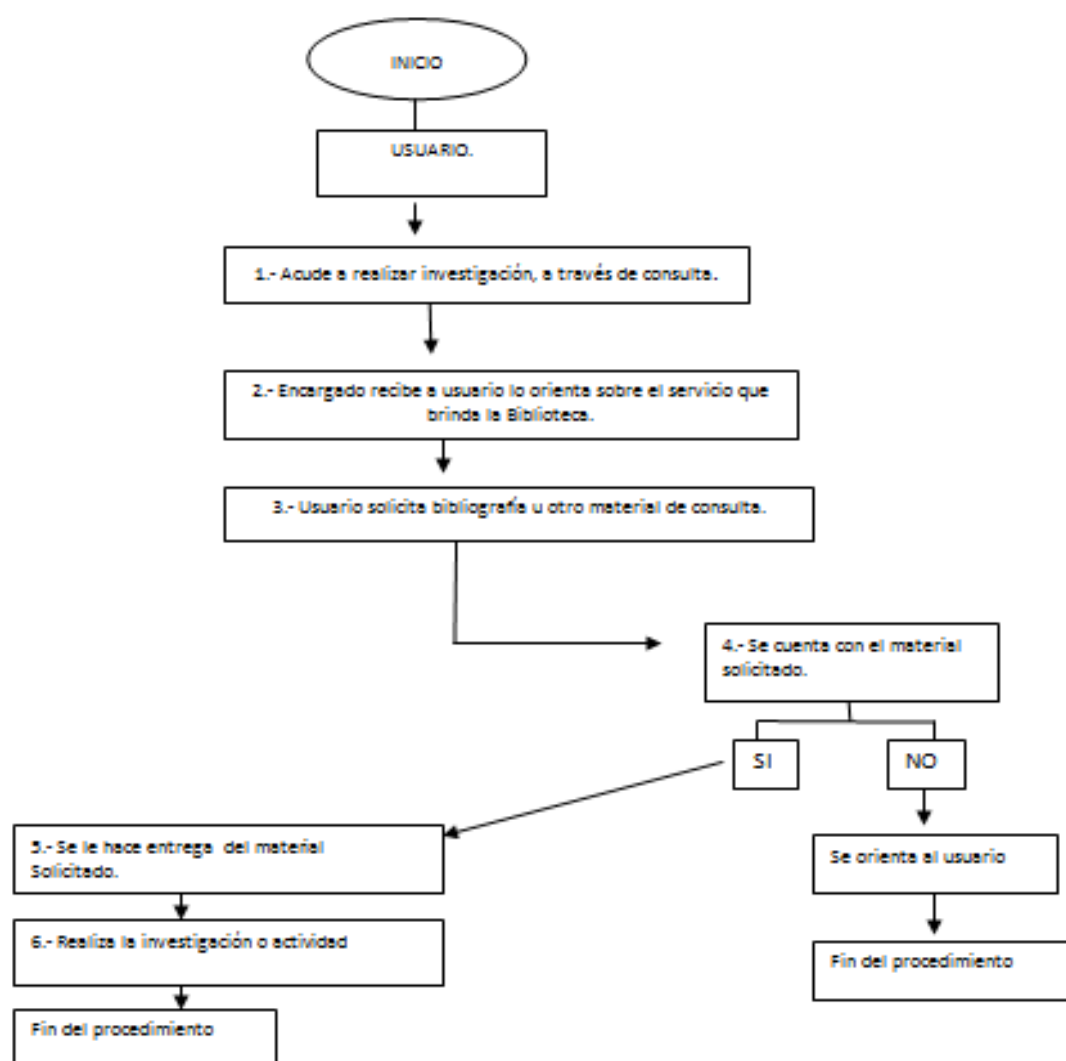 INICIO
USUARIO.
1.- Acude a realizar investigación, a través de consulta.
2.- Encargado recibe a usuario lo orienta sobre el servicio que
brinda la Biblioteca.
3.- Usuario solicita bibliografía u otro material de consulta.
4.- Se cuenta con el material
solicitado.
SI
NO
5.- Se le hace entrega del material
Solicitado.
Se orienta al usuario
6.- Realiza la investigación o actividad
Fin del procedimiento
Fin del procedimiento